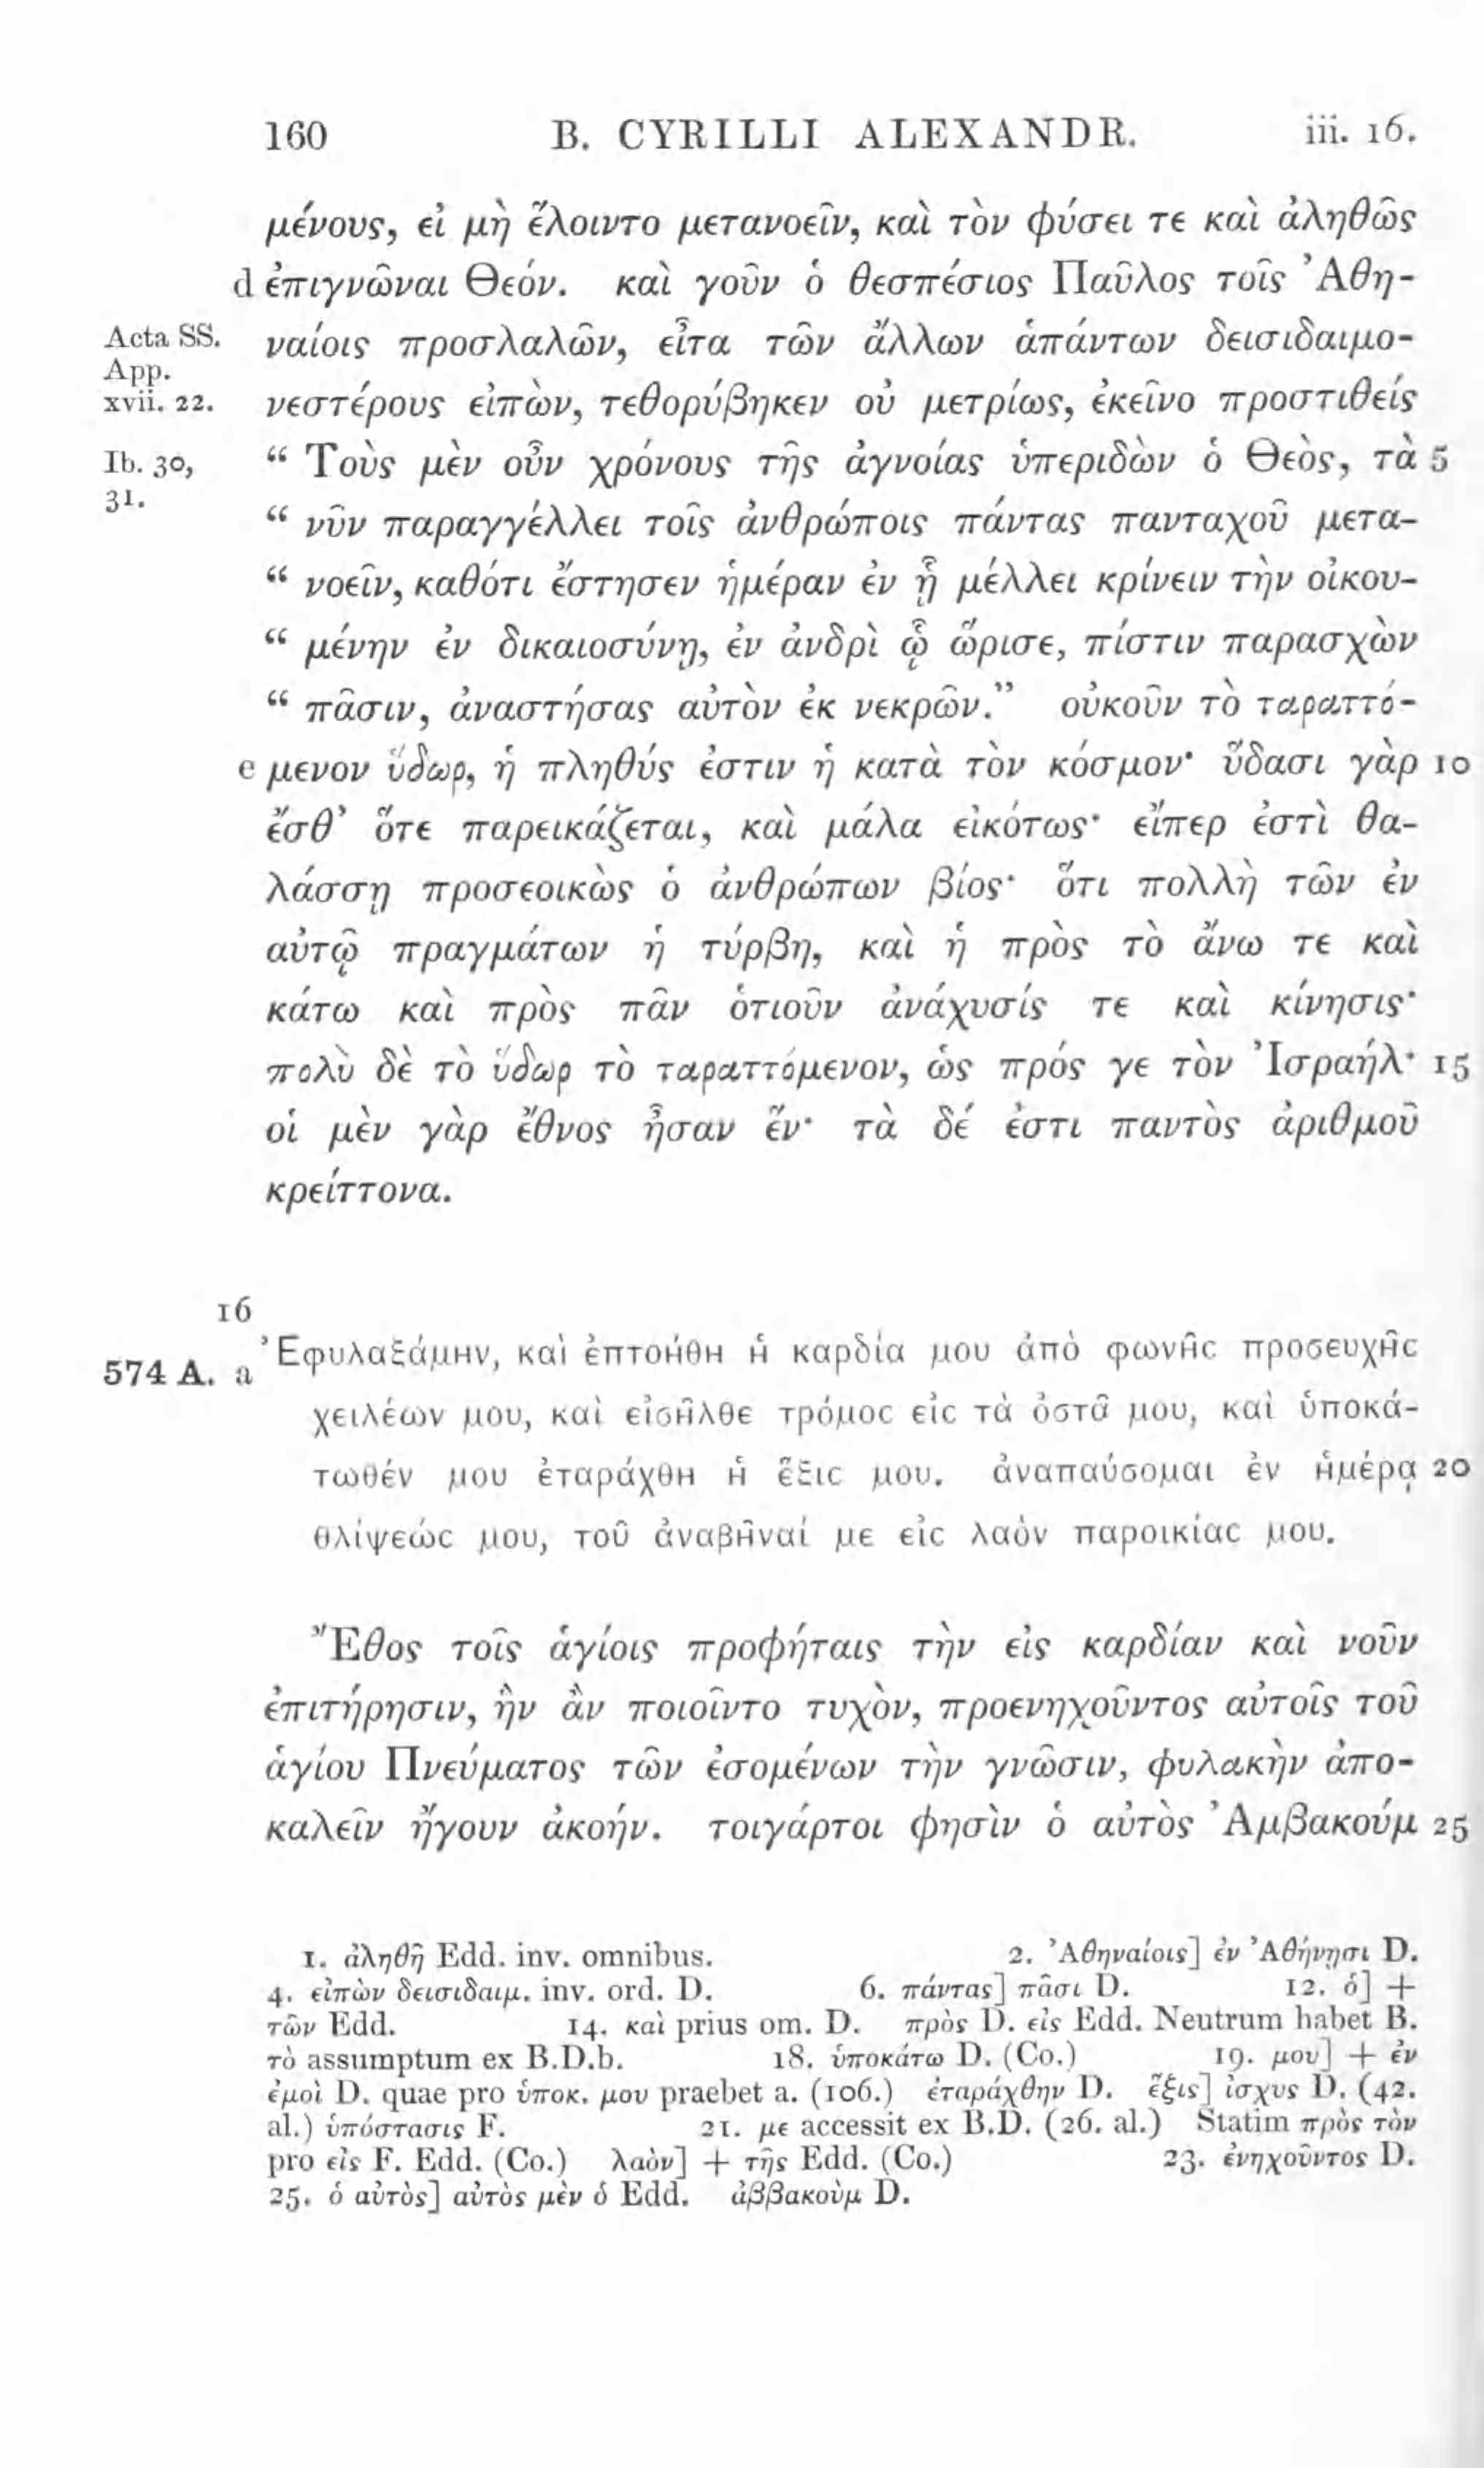 160 B. CYRILLI ALEXANDR. iii. 16.
μένους, εἰ μὴ ἕλοιντο μετανοεῖν, καὶ τὸν φύσει τε καὶ ἀληθῶς
d ἐπιγνῶναι Θεόν. καὶ γοῦν ὁ θεσπέσιος Παῦλος τοῖς Ἀθη-
Acta SS. ναίοις προσλαλῶν, εἶτα τῶν ἄλλων ἁπάντων δεισιδαιμο-
App.
xvii. 22. νεστέρους εἰπὼν, τεθορύβηκεν οὐ μετρίως, ἐκεῖνο προστιθείς
Ib. 30, “ Τοὺς μὲν οὖν χρόνους τῆς ἀγνοίας ὑπεριδὼν ὁ Θεὸς, τὰ 5
31.
“ νῦν παραγγέλλει τοῖς ἀνθρώποις πάντας πανταχοῦ μετα-
“ νοεῖν, καθότι ἔστησεν ἡμέραν ἐν ᾗ μέλλει κρίνειν τὴν οἰκου-
“ μένην ἐν δικαιοσύνῃ, ἐν ἀνδρὶ ᾧ ὥρισε, πίστιν παρασχὼν
“ πᾶσιν, ἀναστήσας αὐτὸν ἐκ νεκρῶν.” οὐκοῦν τὸ ταραττό-
e μενον ὕδωρ, ἡ πληθύς ἐστιν ἡ κατὰ τὸν κόσμον· ὕδασι γὰρ 10
ἔσθ’ ὅτε παρεικάζεται, καὶ μάλα εἰκότως· εἴπερ ἐστὶ θα-
λάσσῃ προσεοικὼς ὁ ἀνθρώπων βίος· ὅτι πολλὴ τῶν ἐν
αὐτῷ πραγμάτων ἡ τύρβη, καὶ ἡ πρὸς τὸ ἄνω τε καὶ
κάτω καὶ πρὸς πᾶν ὁτιοῦν ἀνάχυσίς τε καὶ κίνησις·
πολὺ δὲ τὸ ὕδωρ τὸ ταραττόμενον, ὡς πρός γε τὸν Ἰσραήλ· 15
οἱ μὲν γὰρ ἔθνος ἦσαν ἕν· τὰ δέ ἐστι παντὸς ἀριθμοῦ
κρείττονα.
16
574 A. a Ἐφυλαξάμην, καὶ ἐπτοήθη ἡ καρδία μου ἀπὸ φωνῆς προσευχῆς
χειλέων μου, καὶ εἰσῆλθε τρόμος εἰς τὰ ὀστᾶ μου, καὶ ὑποκά-
τωθέν μου ἐταράχθη ἡ ἕξις μου. ἀναπαύσομαι ἐν ἡμέρᾳ 20
θλίψεώς μου, τοῦ ἀναβῆναί με εἰς λαὸν παροικίας μου.
Ἔθος τοῖς ἁγίοις προφήταις τὴν εἰς καρδίαν καὶ νοῦν
ἐπιτήρησιν, ἣν ἂν ποιοῖντο τυχὸν, προενηχοῦντος αὐτοῖς τοῦ
ἁγίου Πνεύματος τῶν ἐσομένων τὴν γνῶσιν, φυλακὴν ἀπο-
καλεῖν ἤγουν ἀκοήν. τοιγάρτοι φησὶν ὁ αὐτὸς Ἀμβακούμ 25
1. ἀληθῆ Edd. inv. omnibus. 2. Ἀθηναίοις] ἐν Ἀθήνῃσι D.
4. εἰπὼν δεισιδαιμ. inv. ord. D. 6. πάντας] πᾶσι D. 12. ὁ] +
τῶν Edd. 14. καὶ prius om. D. πρὸς D. εἰς Edd. Neutrum habet B.
τὸ assumptum ex B.D.b. 18. ὑποκάτω D. (Co.) 19. μου] + ἐν
ἐμοὶ D. quae pro ὑποκ. μου praebet a. (106.) ἐταράχθην D. ἕξις] ἰσχυς D. (42.
al.) ὑπόστασις F. 21. με accessit ex B.D. (26. al.) Statim πρὸς τὸν
pro εἰς F. Edd. (Co.) λαὸν] + τῆς Edd. (Co.) 23. ἐνηχοῦντος D.
25. ὁ αὐτὸς] αὐτὸς μὲν ὁ Edd. ἀββακοὺμ D.